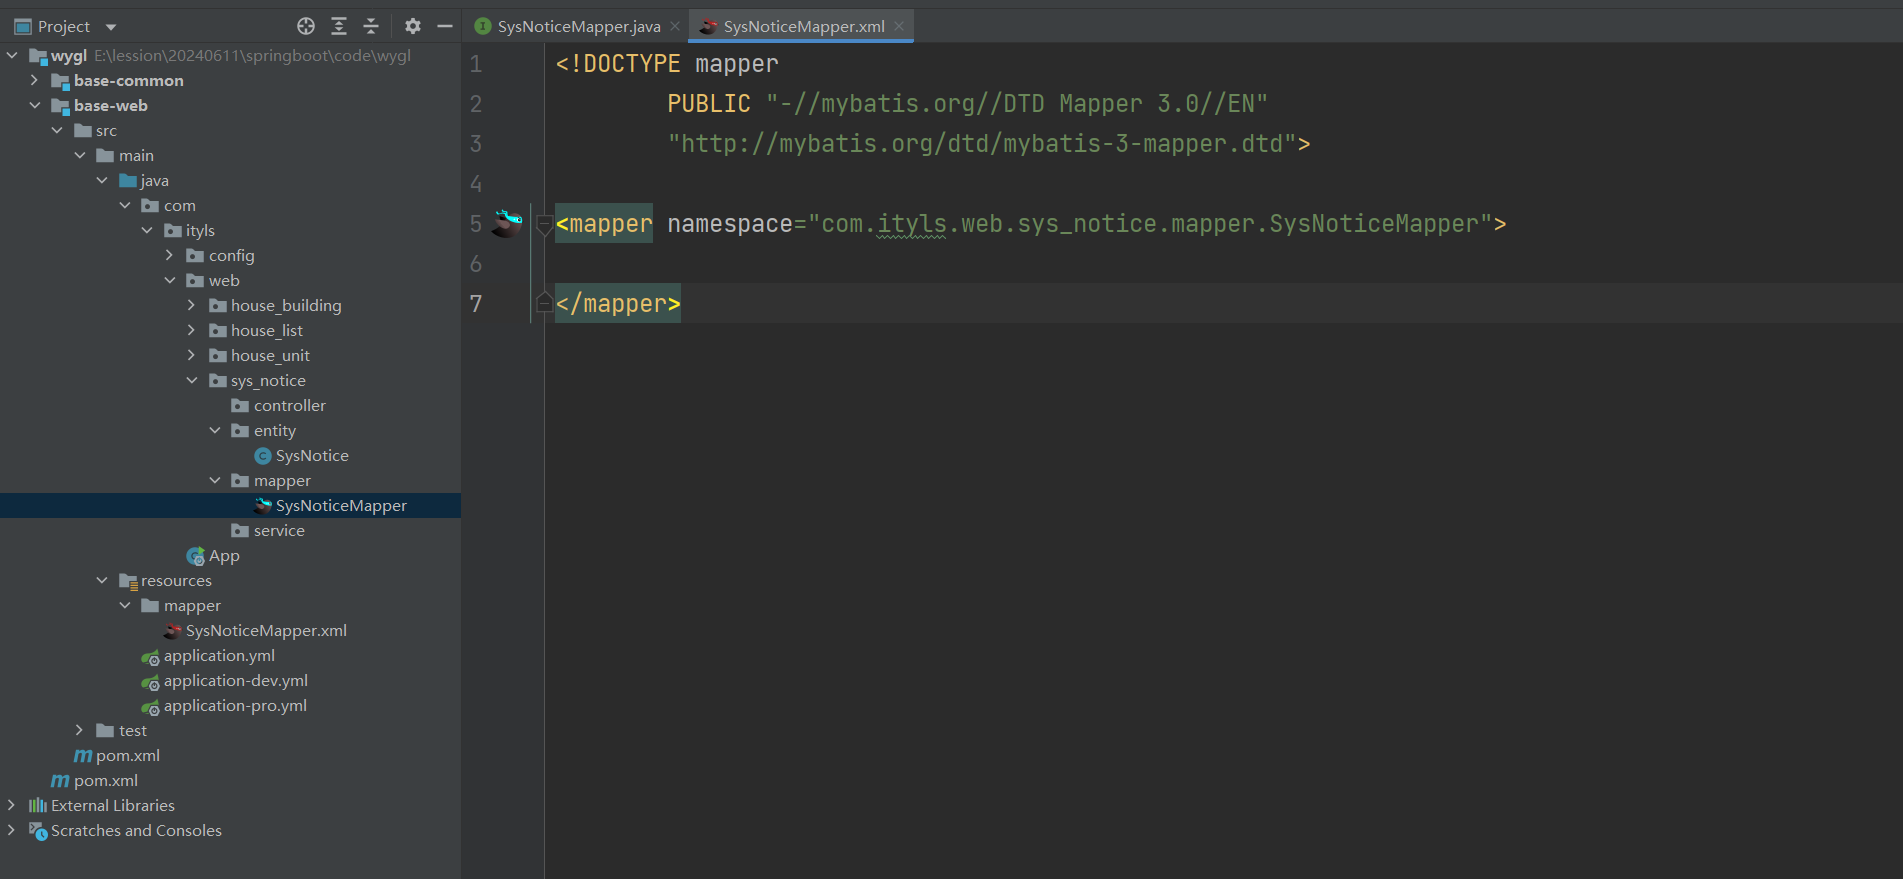 Project
SysNoticeMapper.java
SysNoticeMapper.xml
wygl E:\lession\20240611\springboot\code\wygl
base-common
base-web
src
main
java
com
ityls
config
web
house_building
house_list
house_unit
sys_notice
controller
entity
SysNotice
mapper
SysNoticeMapper
service
App
resources
mapper
SysNoticeMapper.xml
application.yml
application-dev.yml
application-pro.yml
test
pom.xml
pom.xml
External Libraries
Scratches and Consoles
1 <!DOCTYPE mapper
2 PUBLIC "-//mybatis.org//DTD Mapper 3.0//EN"
3 "http://mybatis.org/dtd/mybatis-3-mapper.dtd">
4
5 <mapper namespace="com.ityls.web.sys_notice.mapper.SysNoticeMapper">
6
7 </mapper>